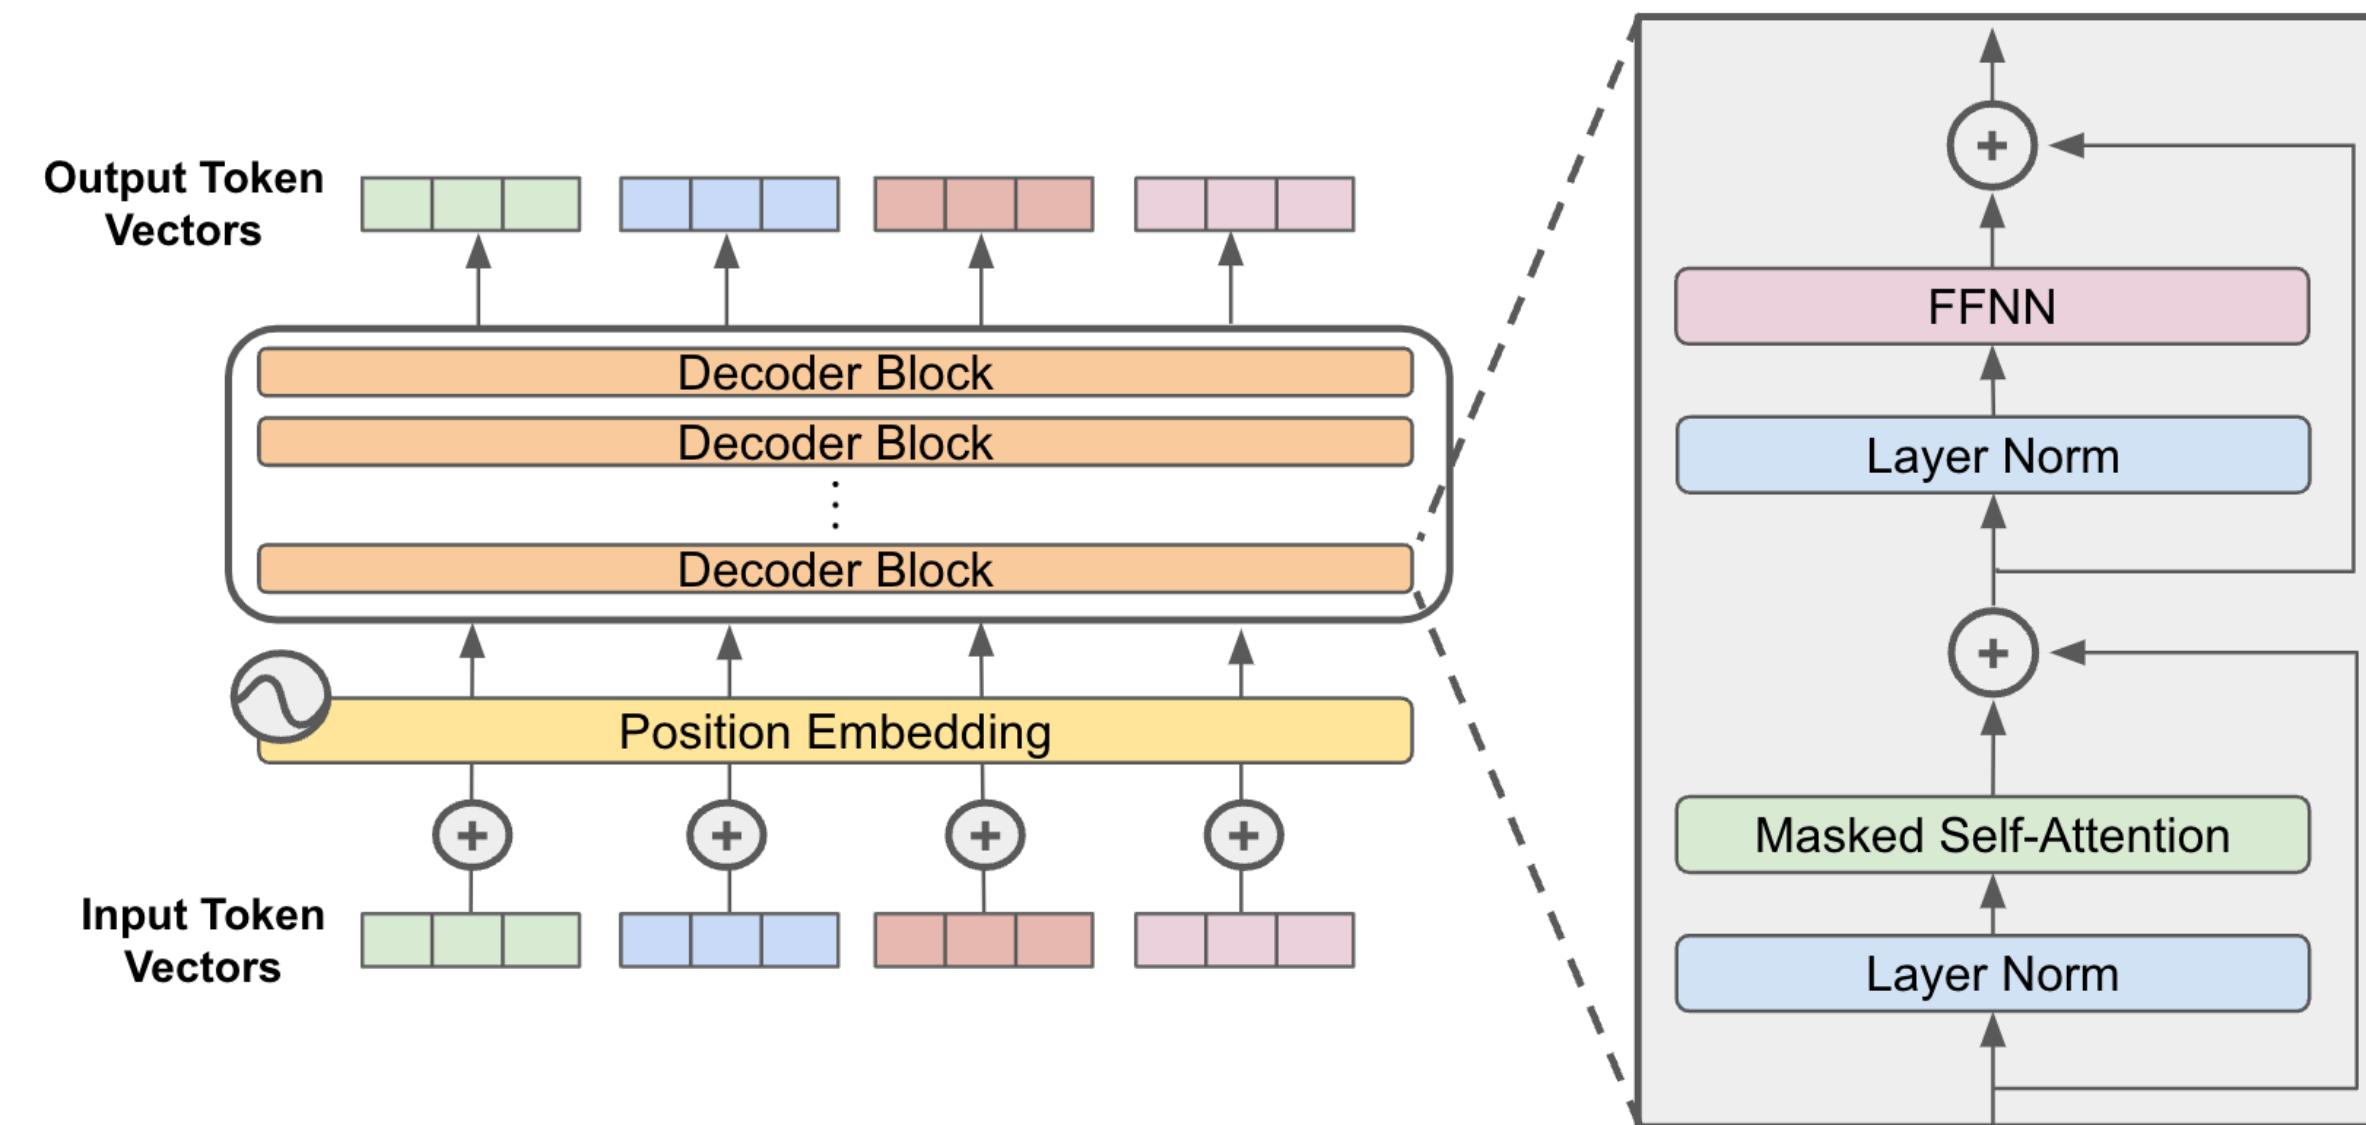 Output Token
Vectors
Decoder Block
Decoder Block
Decoder Block
Position Embedding
Input Token
Vectors
FFNN
Layer Norm
Masked Self-Attention
Layer Norm